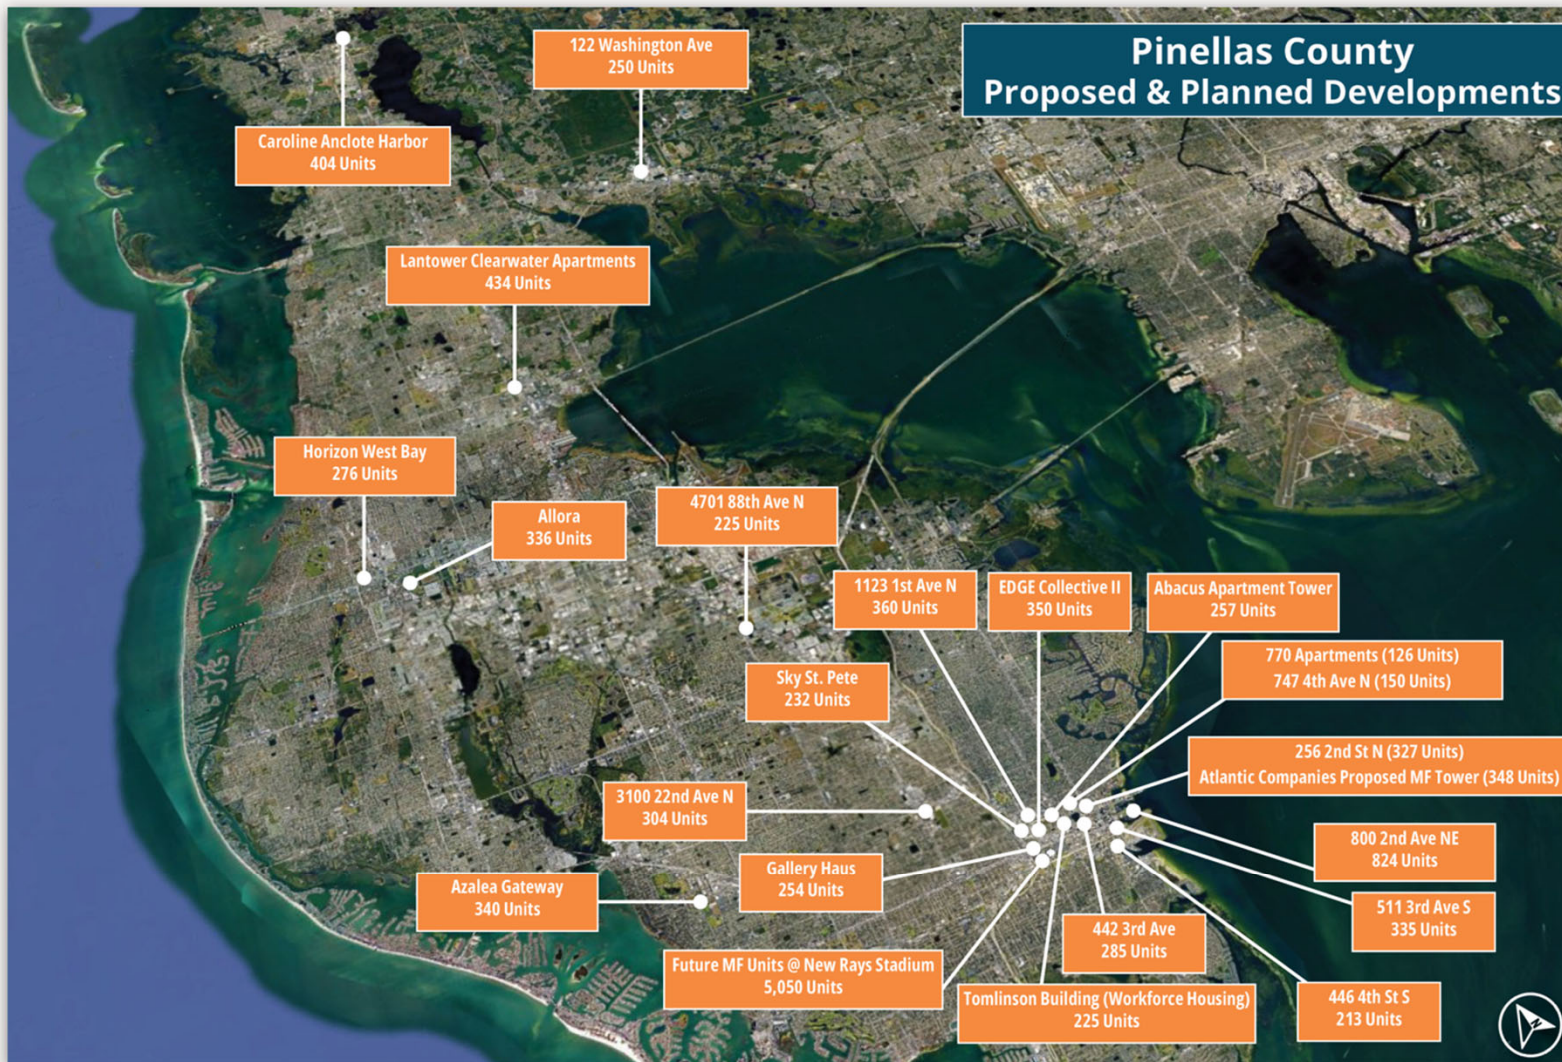 Pinellas County
Proposed & Planned Developments
122 Washington Ave
250 Units
Caroline Anclote Harbor
404 Units
Lantower Clearwater Apartments
434 Units
Horizon West Bay
276 Units
Allora
336 Units
4701 88th Ave N
225 Units
1123 1st Ave N
360 Units
EDGE Collective II
350 Units
Abacus Apartment Tower
257 Units
770 Apartments (126 Units)
747 4th Ave N (150 Units)
Sky St. Pete
232 Units
256 2nd St N (327 Units)
Atlantic Companies Proposed MF Tower (348 Units)
3100 22nd Ave N
304 Units
800 2nd Ave NE
824 Units
Gallery Haus
254 Units
Azalea Gateway
340 Units
511 3rd Ave S
335 Units
442 3rd Ave
285 Units
Future MF Units @ New Rays Stadium
5,050 Units
Tomlinson Building (Workforce Housing)
225 Units
446 4th St S
213 Units
N